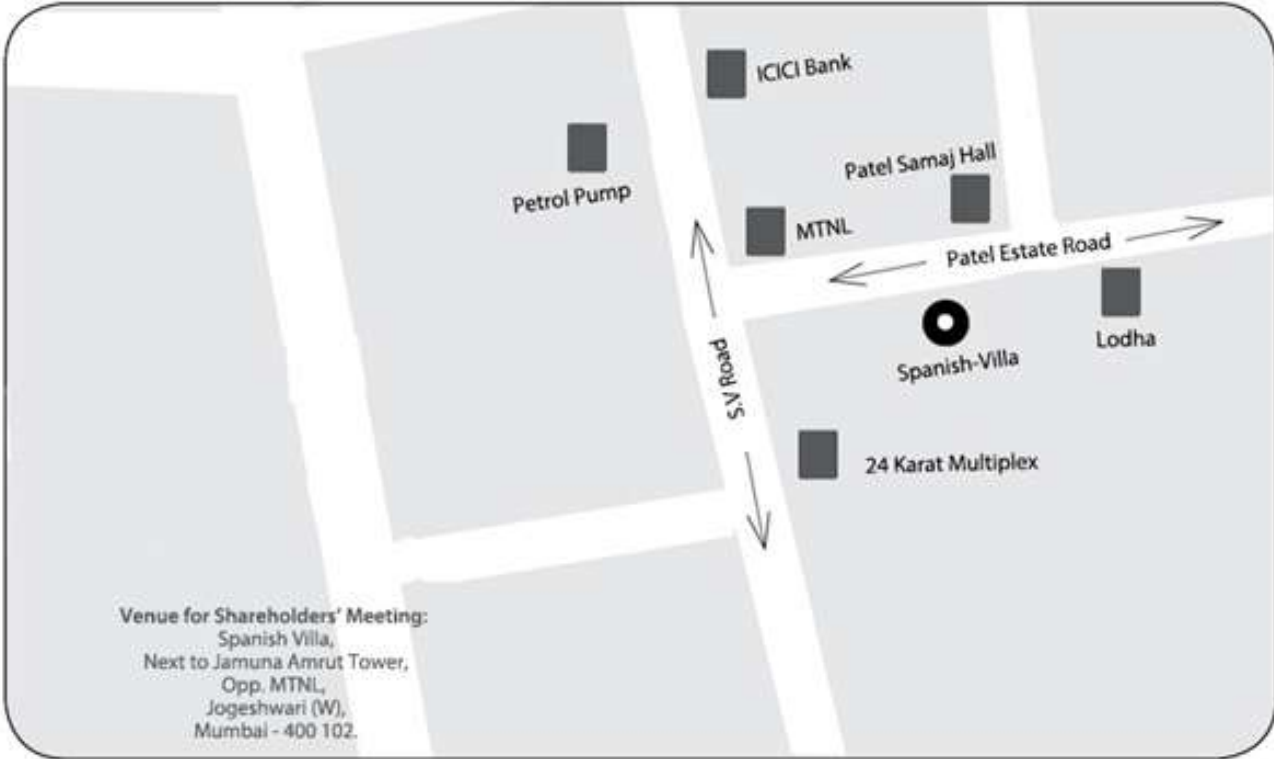 ICICI Bank
Petrol Pump
Patel Samaj Hall
MTNL
Patel Estate Road
S.V Road
Spanish-Villa
Lodha
24 Karat Multiplex
Venue for Shareholders' Meeting:
Spanish Villa,
Next to Jamuna Amrut Tower,
Opp. MTNL,
Jogeshwari (W),
Mumbai - 400 102.